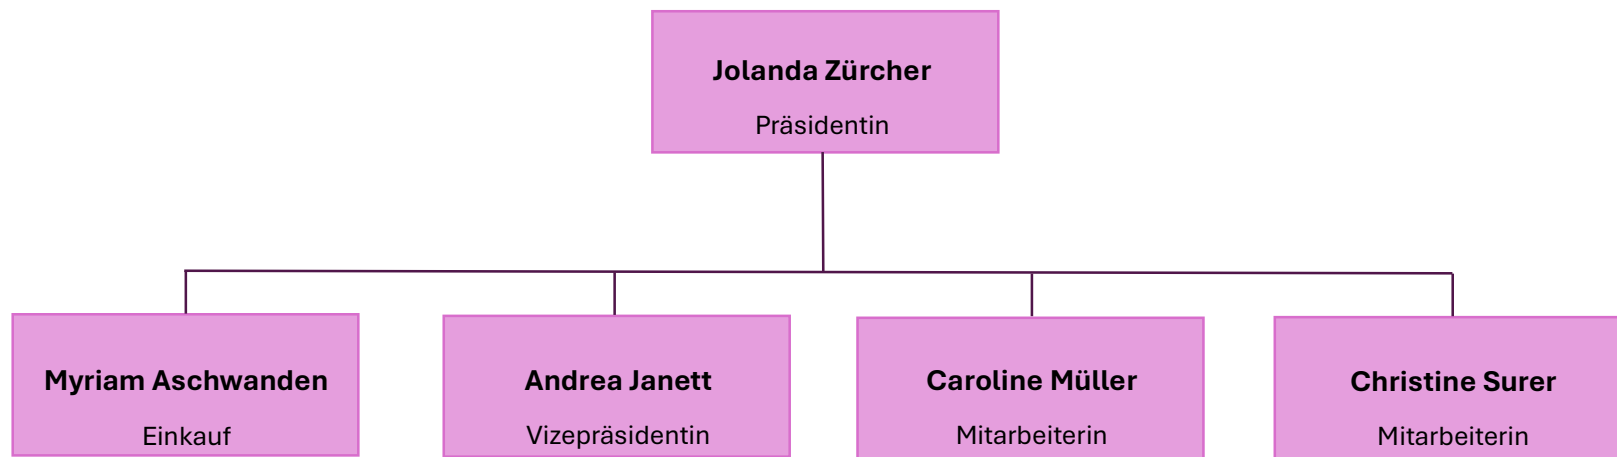 Jolanda Zürcher
Präsidentin
Myriam Aschwanden
Einkauf
Andrea Janett
Vizepräsidentin
Caroline Müller
Mitarbeiterin
Christine Surer
Mitarbeiterin